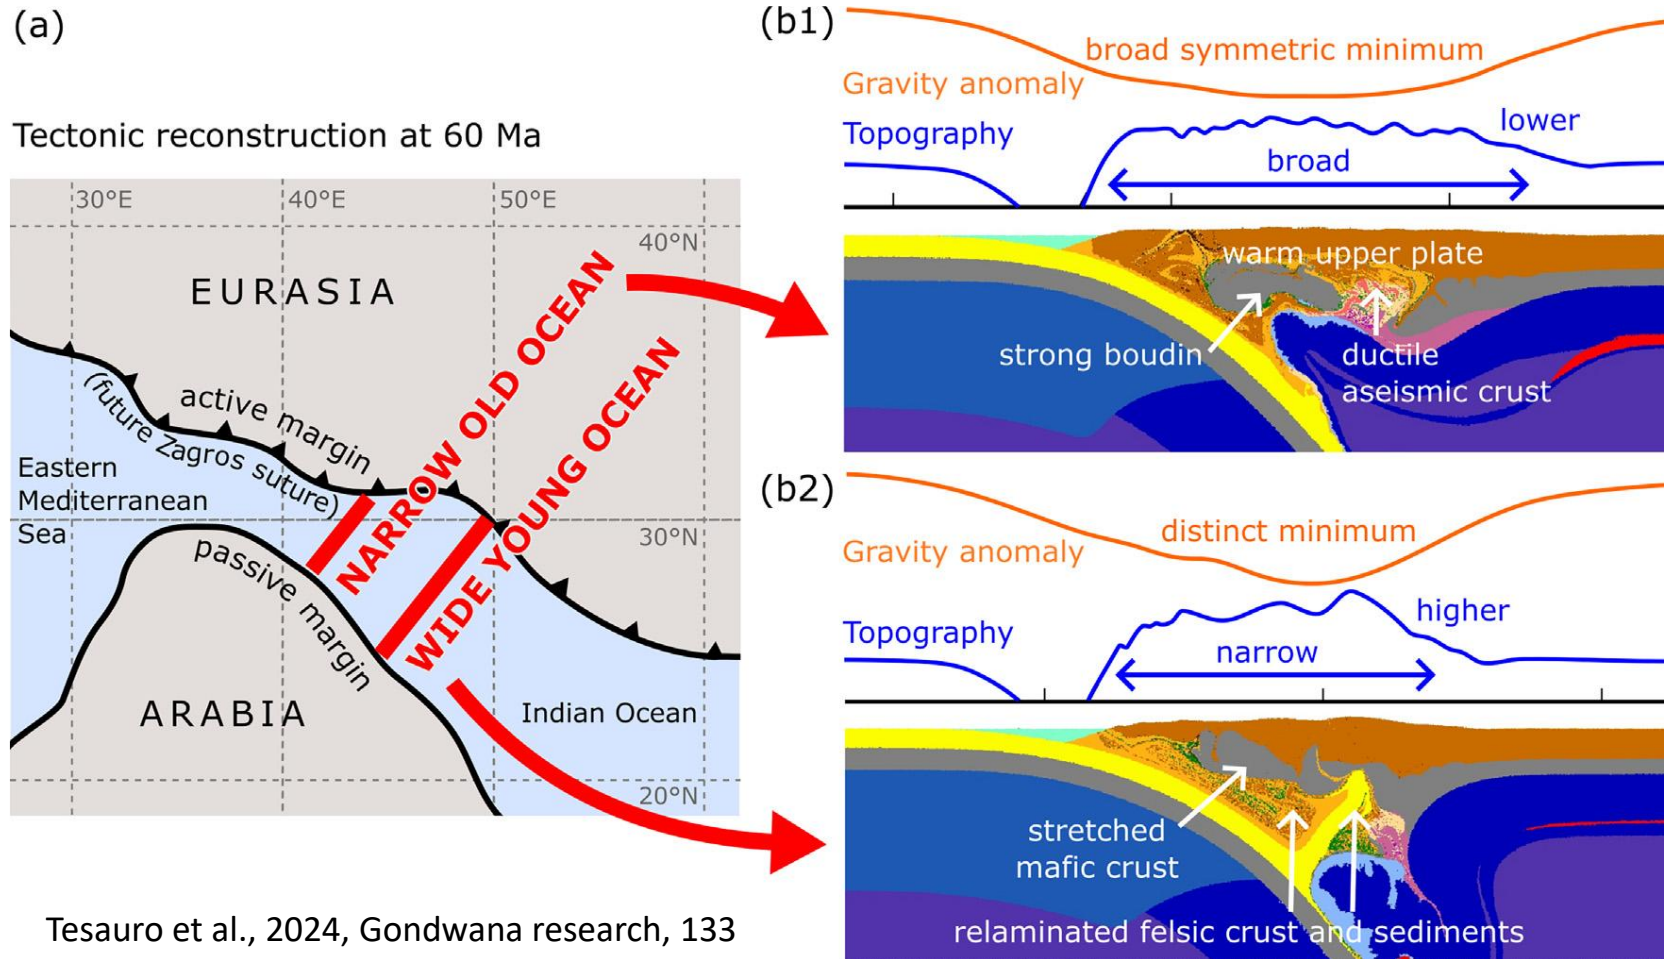 (a)
Tectonic reconstruction at 60 Ma
30°E
40°E
50°E
40°N
EURASIA
NARROW OLD OCEAN
WIDE YOUNG OCEAN
active margin
(future Zagros suture)
Eastern
Mediterranean
Sea
passive margin
30°N
ARABIA
Indian Ocean
20°N
Tesauro et al., 2024, Gondwana research, 133
(b1)
broad symmetric minimum
Gravity anomaly
Topography
lower
broad
warm upper plate
strong boudin
ductile
aseismic crust
(b2)
distinct minimum
Gravity anomaly
higher
Topography
narrow
stretched
mafic crust
relaminated felsic crust and sediments